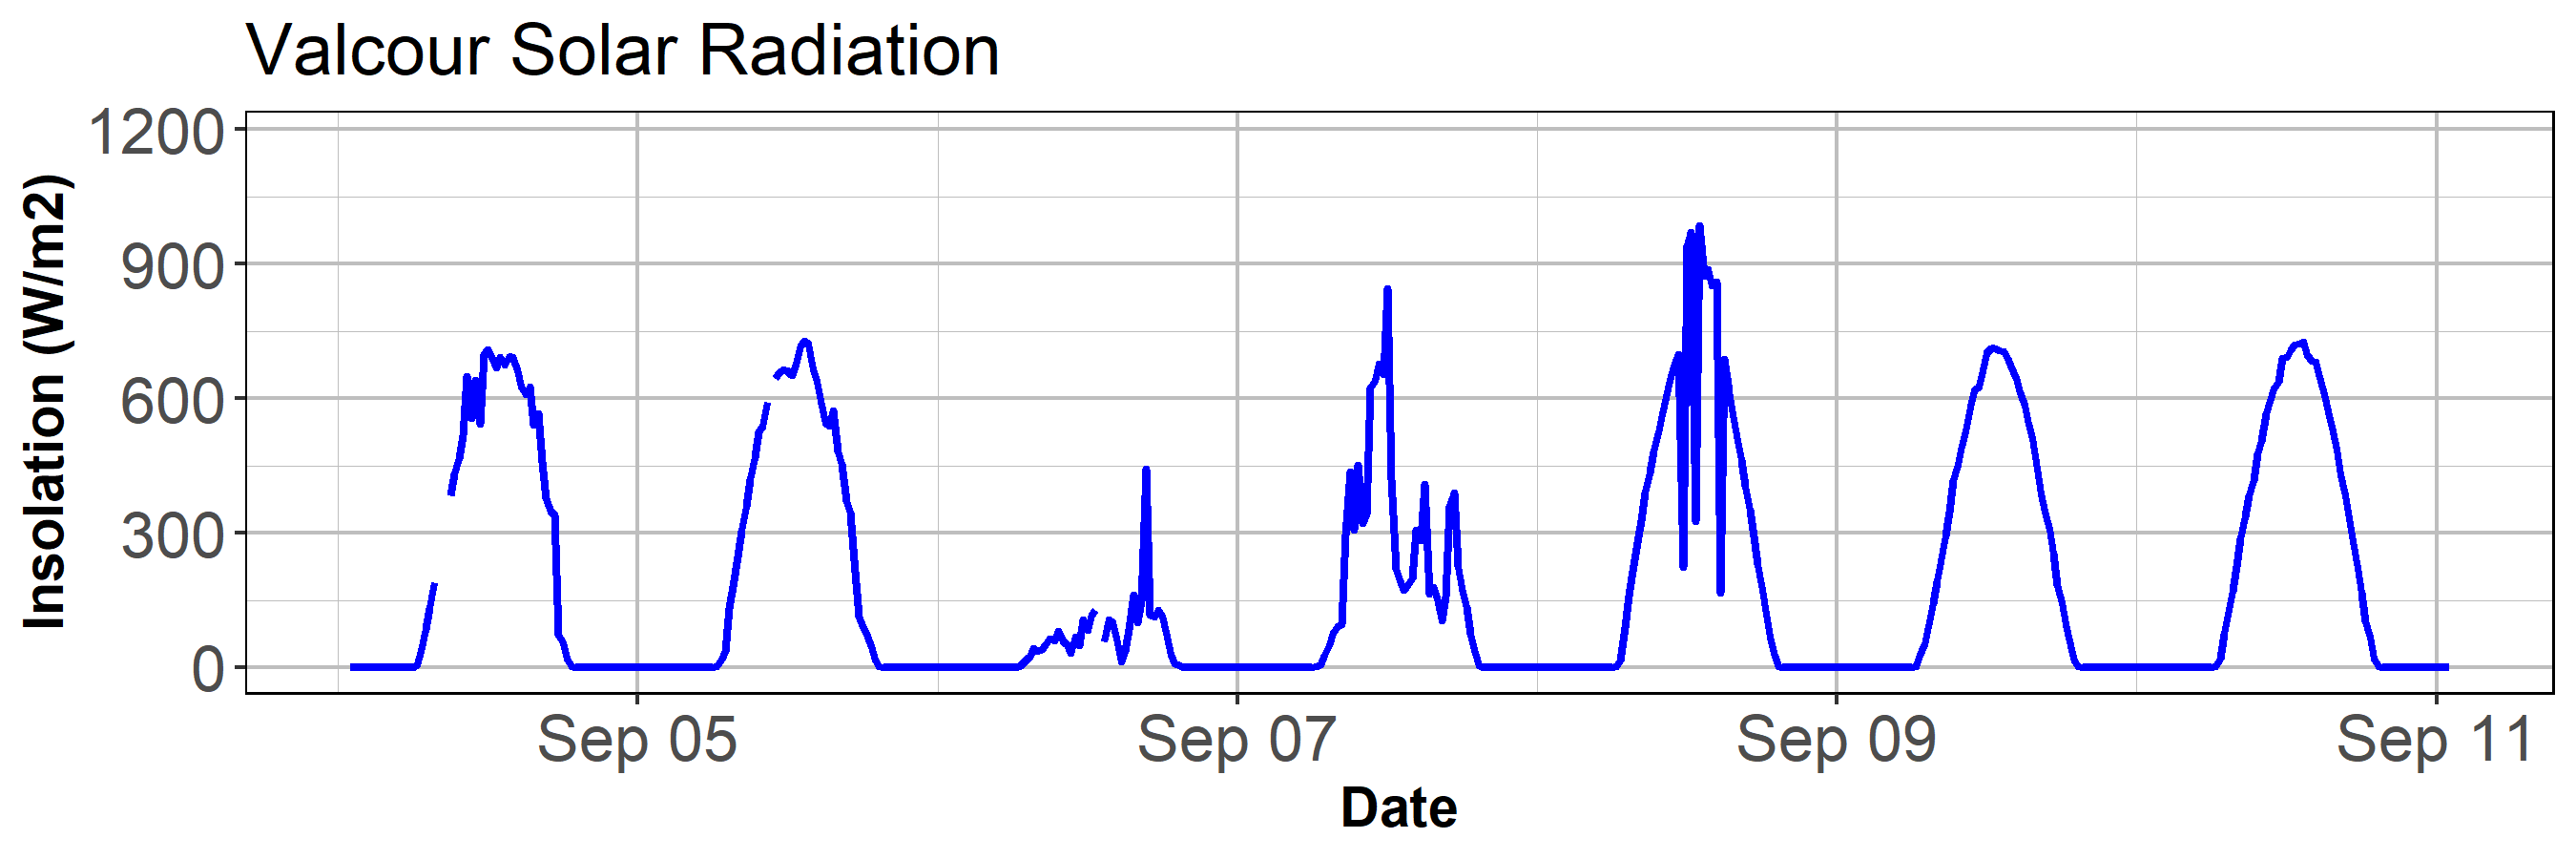 Valcour Solar Radiation
1200
900
600
300
0
Insolation (W/m2)
Sep 05
Sep 07
Sep 09
Sep 11
Date